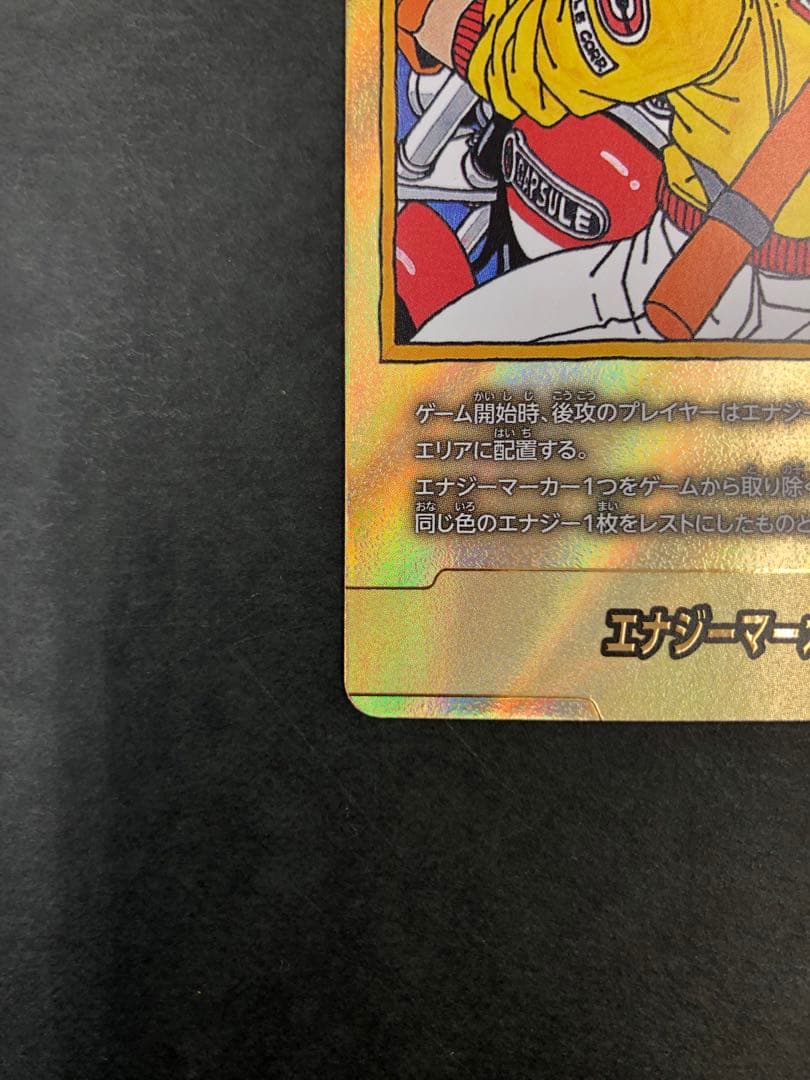 LE CORP.
CAPSULE
ゲーム開始時、後攻のプレイヤーはエナジ
エリアに配置する。
エナジーマーカー1つをゲームから取り除く
同じ色のエナジー1枚をレストにしたものと
エナジーマー